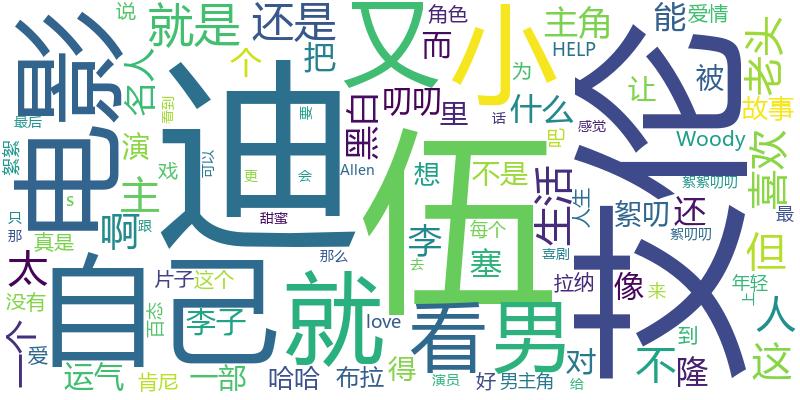 说
就是
还是
又
角色
而
小
主角
能
爱情
老头
电影
名人
个
把
HELP
为
伦
被
迪
黑白
叨叨
里
什么
让
故事
最后
看到
要
话
感觉
Woody
絮絮
演
戏
可以
更
会
Allen
想
不是
吧
絮絮叨叨
喜欢
s
主
伍
生活
人生
艾
只
那
啊
跟
甜蜜
李
每个
絮叨
还
最
真是
塞
絮叨叨
但
太
自己
那么
去
喜剧
没有
百态
片子
这个
就
看
男
拉纳
像
来
年轻
上
一个
李子
love
到
人
爱
运气
肯尼
一部
哈哈
布拉
得
演员
好
男主角
对
给
不
隆
这